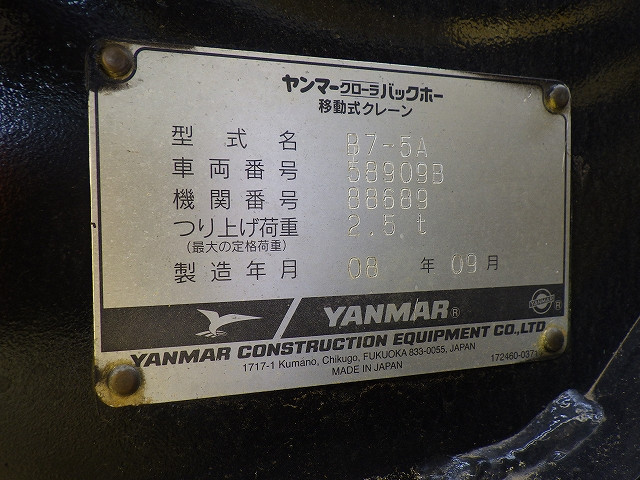 ヤンマークローラバックホー
移動式クレーン
型式名 B7-5A
車両番号 58909B
機関番号 88689
つり上げ荷重 2.5 t
(最大の定格荷重)
製造年月 08 年 09 月
YANMAR ®
YANMAR CONSTRUCTION EQUIPMENT CO.,LTD.
1717-1 Kumano, Chikugo, FUKUOKA 833-0055, JAPAN
MADE IN JAPAN